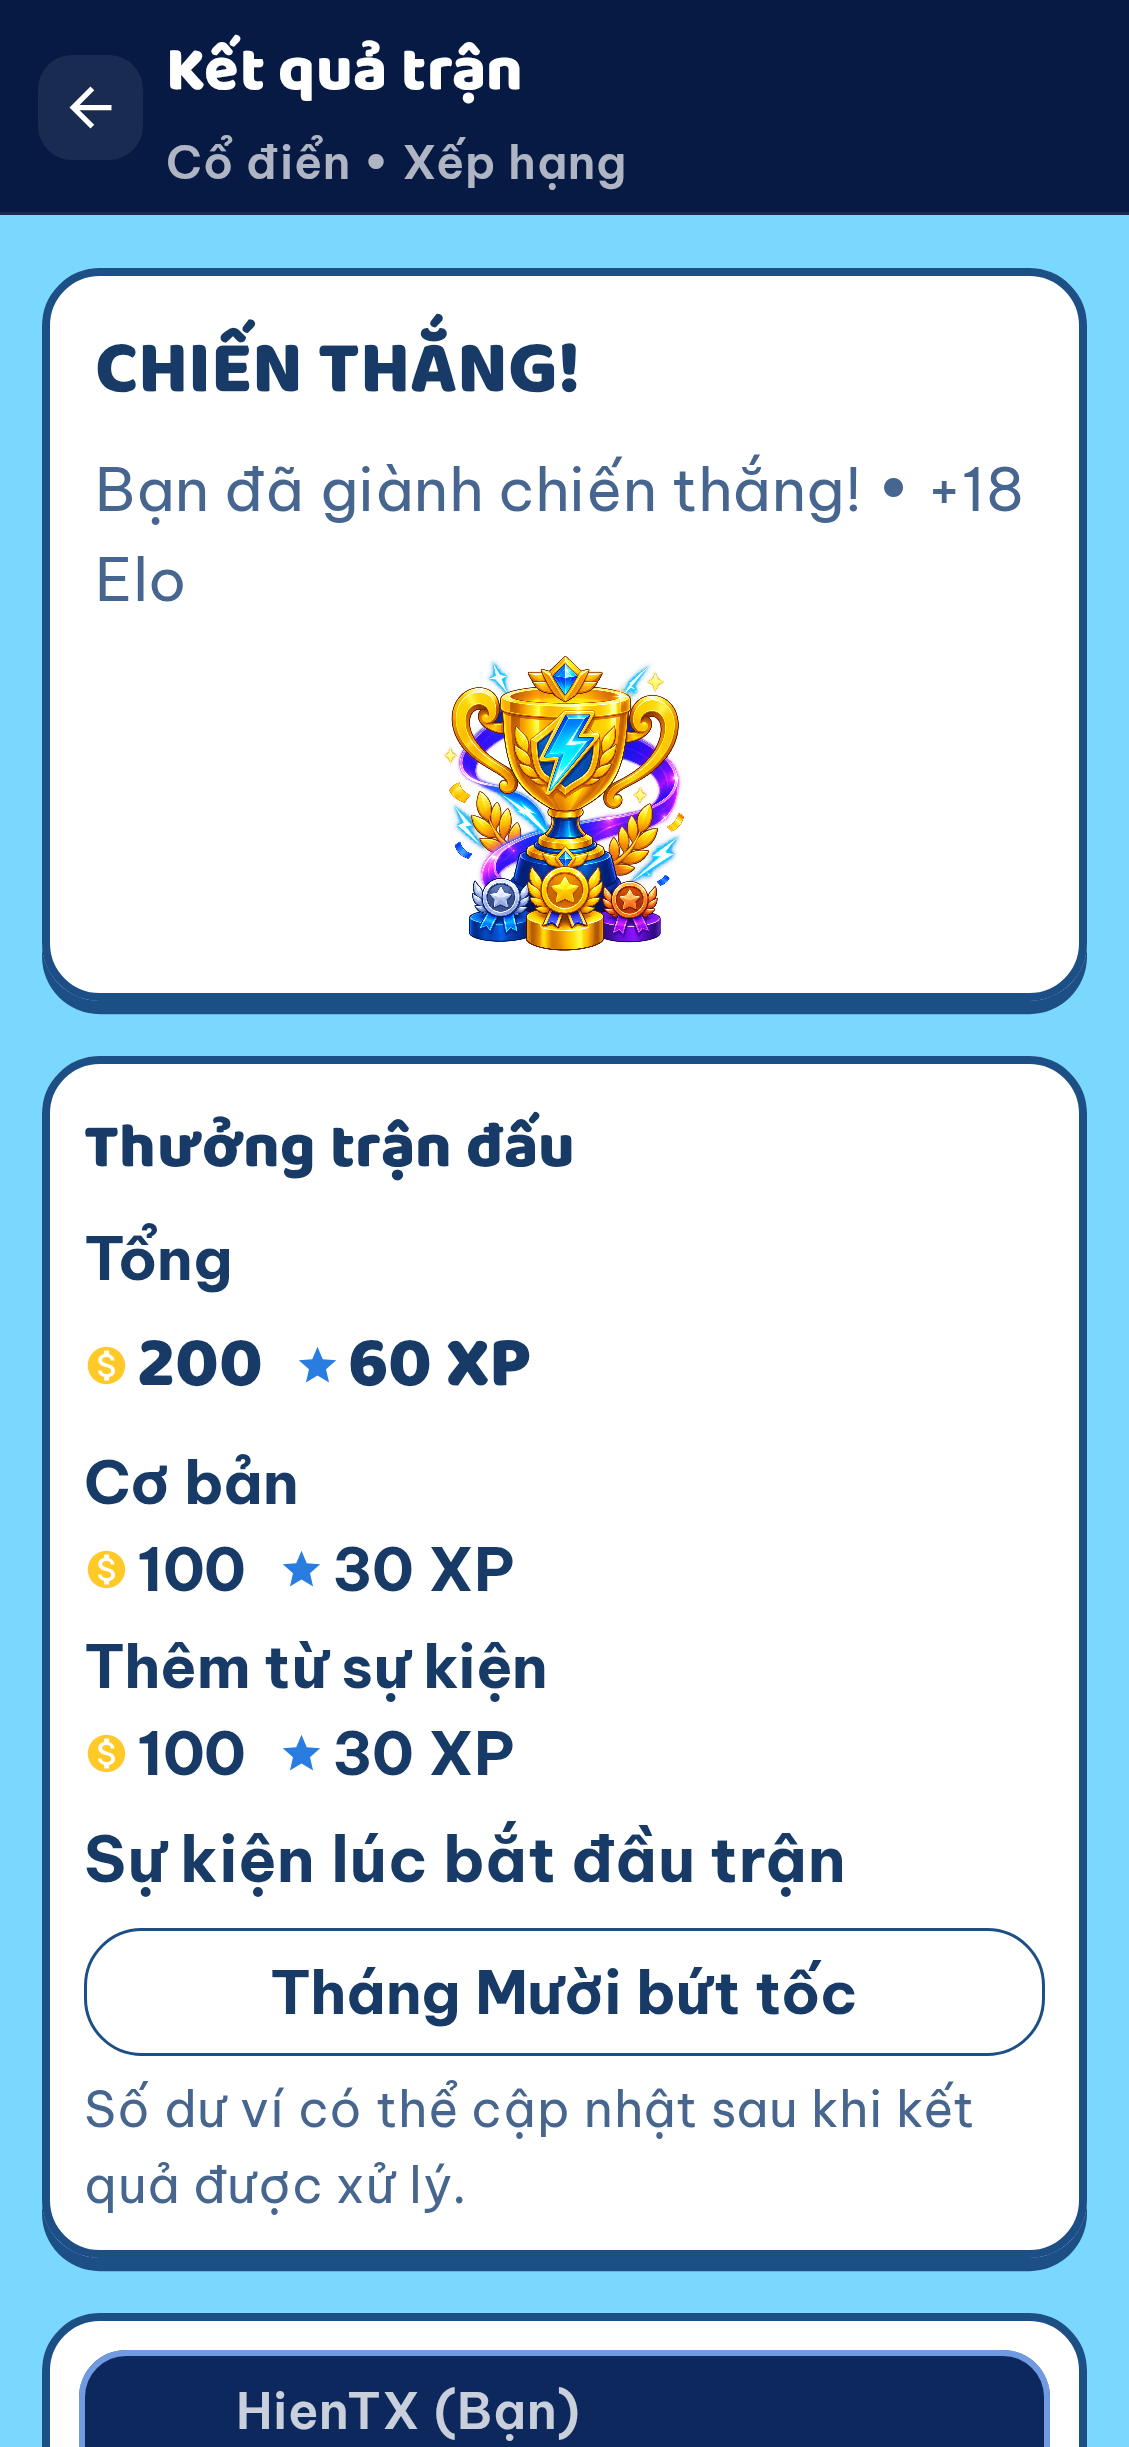 Kết quả trận
Cổ điển • Xếp hạng
CHIẾN THẮNG!
Bạn đã giành chiến thắng! • +18
Elo
Thưởng trận đấu
Tổng
200 60 XP
Cơ bản
100 30 XP
Thêm từ sự kiện
100 30 XP
Sự kiện lúc bắt đầu trận
Tháng Mười bứt tốc
Số dư ví có thể cập nhật sau khi kết
quả được xử lý.
HienTX (Bạn)